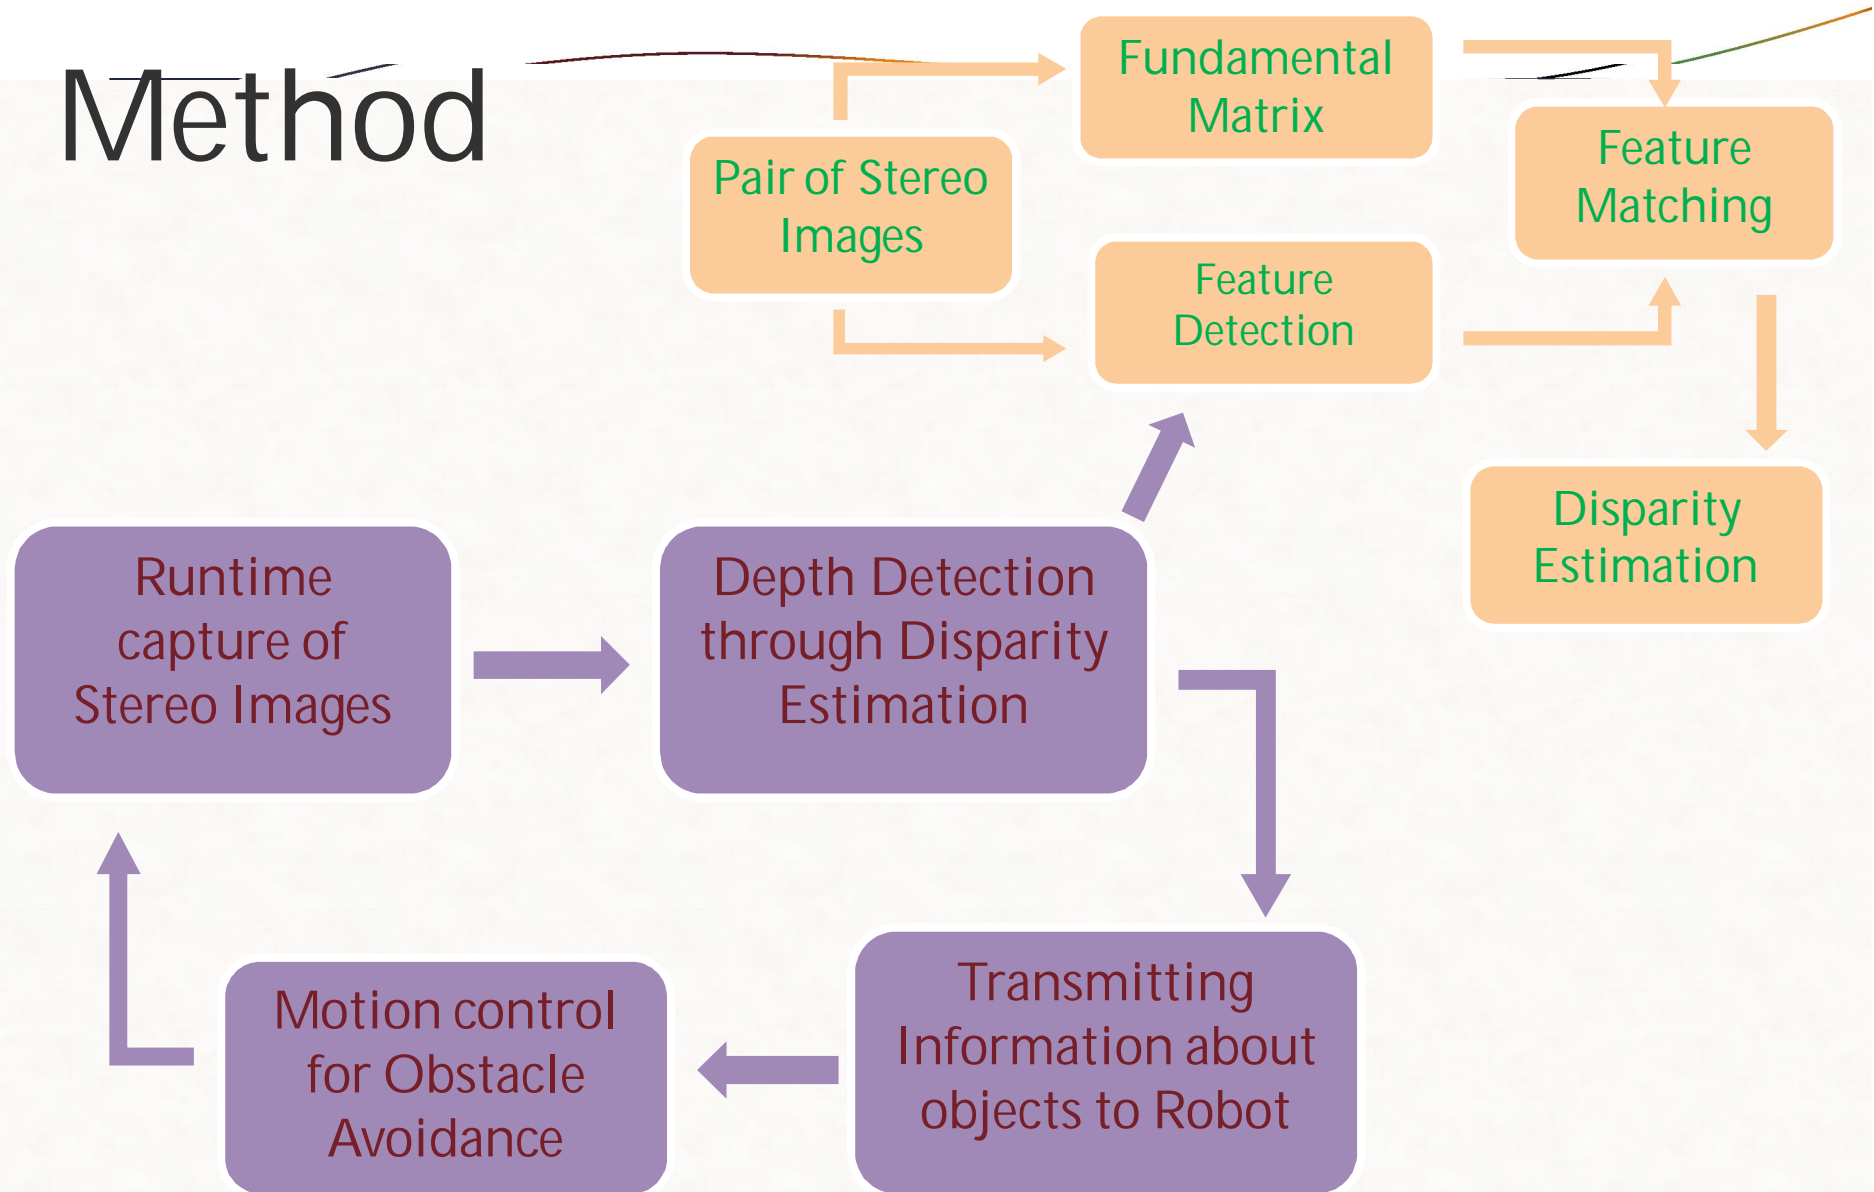 Method
Fundamental
Matrix
Pair of Stereo
Images
Feature
Matching
Feature
Detection
Disparity
Estimation
Runtime
capture of
Stereo Images
Depth Detection
through Disparity
Estimation
Transmitting
Information about
objects to Robot
Motion control
for Obstacle
Avoidance